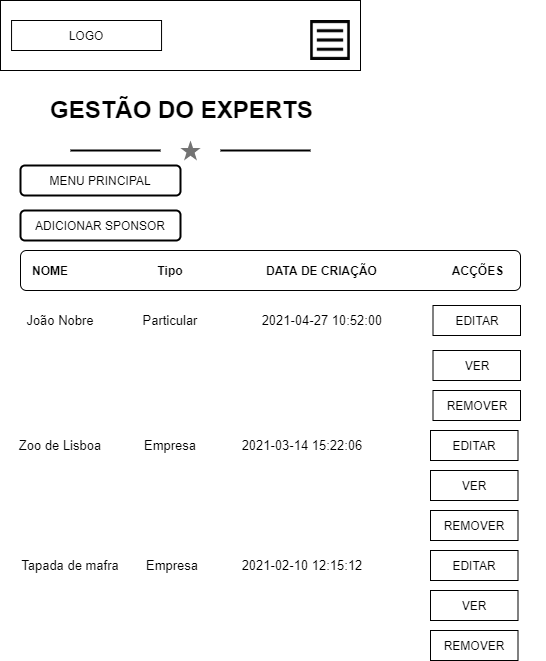 LOGO
GESTÃO DO EXPERTS
MENU PRINCIPAL
ADICIONAR SPONSOR
NOME Tipo DATA DE CRIAÇÃO ACÇÕES
João Nobre Particular 2021-04-27 10:52:00 EDITAR
VER
REMOVER
Zoo de Lisboa Empresa 2021-03-14 15:22:06 EDITAR
VER
REMOVER
Tapada de mafra Empresa 2021-02-10 12:15:12 EDITAR
VER
REMOVER